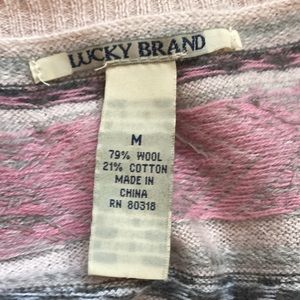 LUCKY BRAND
M
79% WOOL
21% COTTON
MADE IN
CHINA
RN 80318